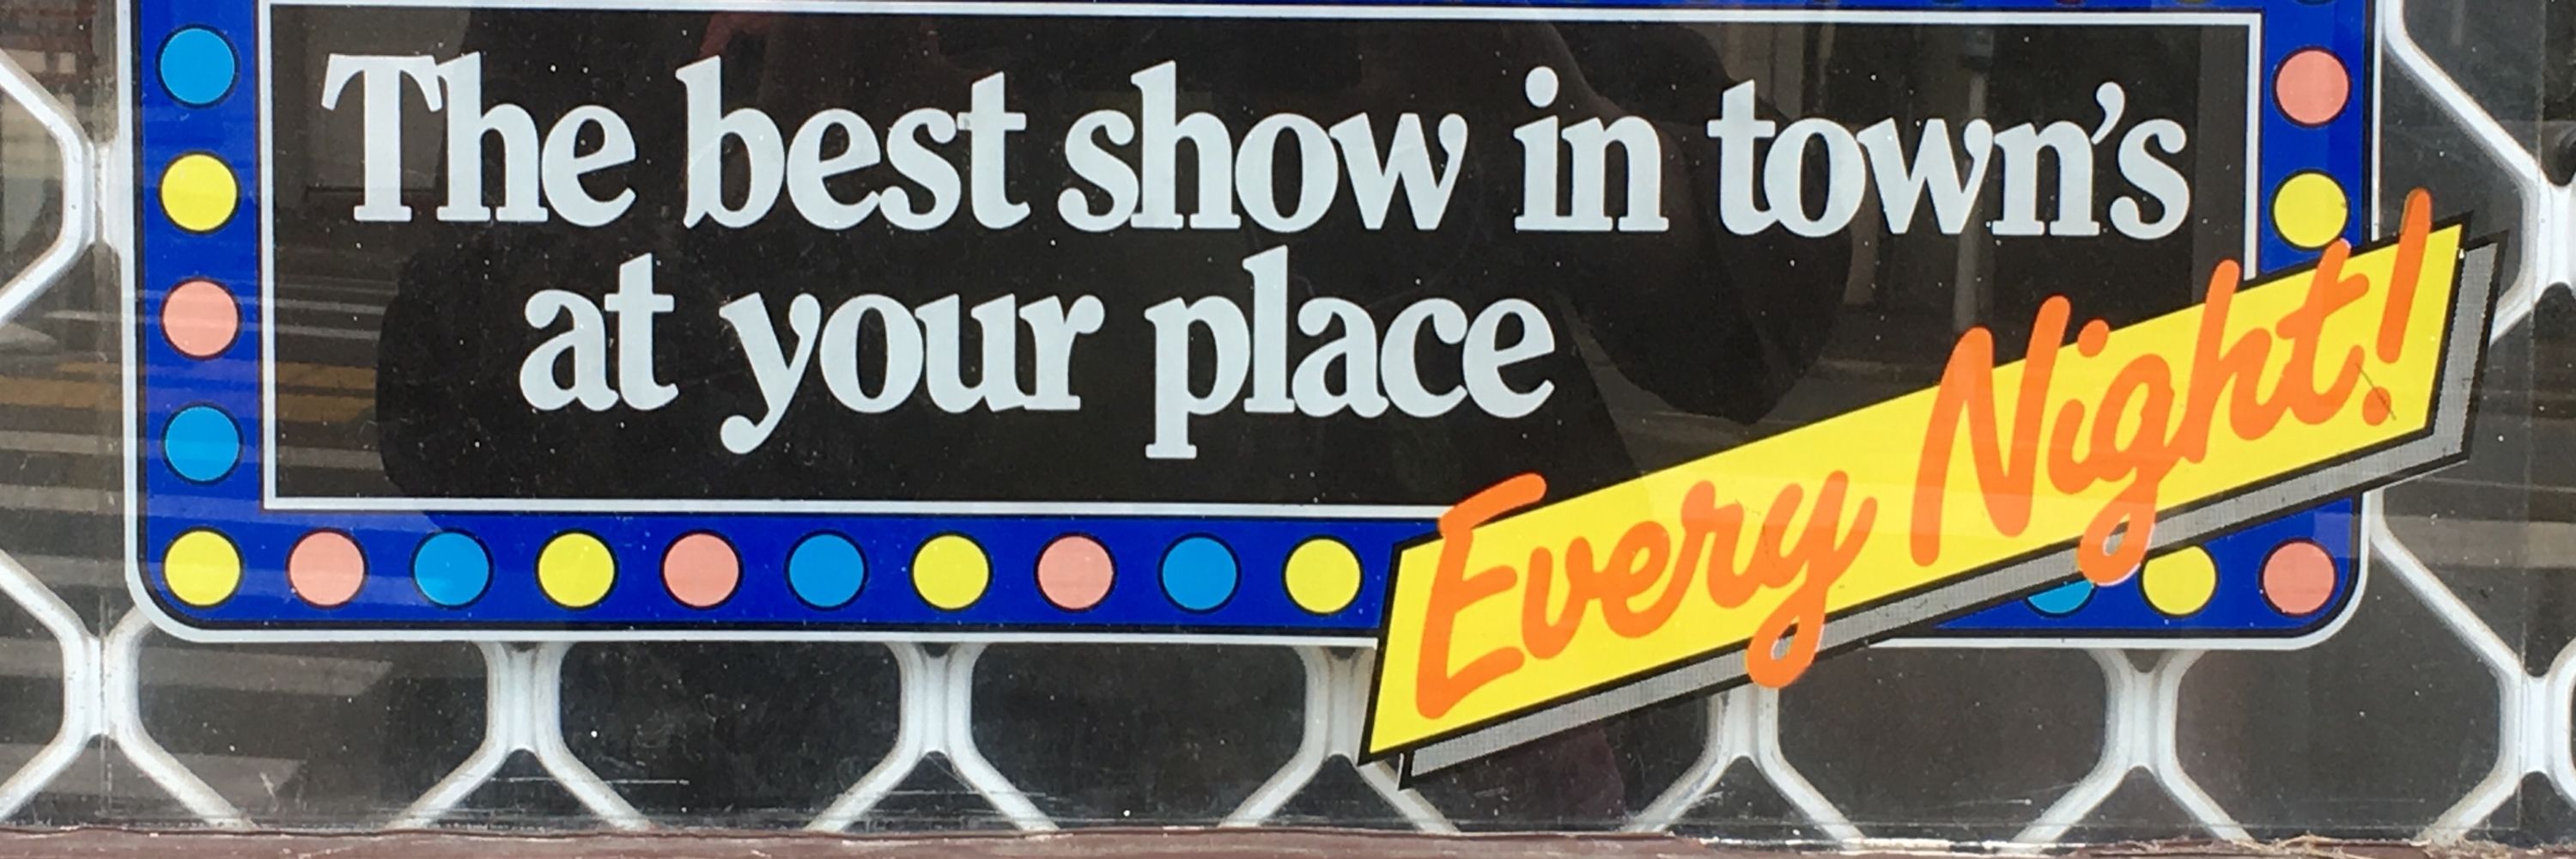 The best show in town's
at your place
Every Night!